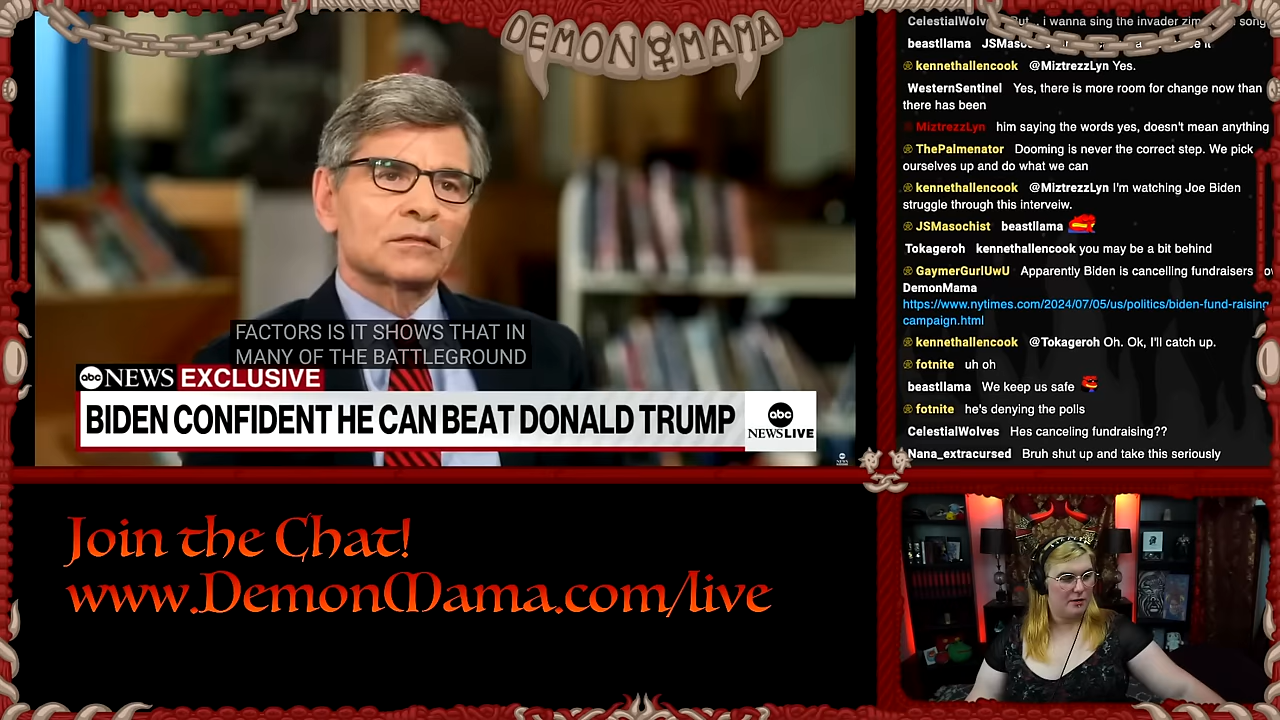 DEMON MAMA
FACTORS IS IT SHOWS THAT IN
MANY OF THE BATTLEGROUND
abc NEWS EXCLUSIVE
BIDEN CONFIDENT HE CAN BEAT DONALD TRUMP
abc
NEWS LIVE
Join the Chat!
www.DemonMama.com/live
i wanna sing the invader zim song
beastllama JSMaso
kennethallencook @MiztrezzLyn Yes.
WesternSentinel Yes, there is more room for change now than
there has been
MiztrezzLyn him saying the words yes, doesn't mean anything
ThePalmenator Dooming is never the correct step. We pick
ourselves up and do what we can
kennethallencook @MiztrezzLyn I'm watching Joe Biden
struggle through this interveiw.
JSMasochist beastllama
Tokageroh kennethallencook you may be a bit behind
GaymerGurlUwU Apparently Biden is cancelling fundraisers
DemonMama
https://www.nytimes.com/2024/07/05/us/politics/biden-fund-raising
campaign.html
kennethallencook @Tokageroh Oh. Ok, I'll catch up.
fotnite uh oh
beastllama We keep us safe
fotnite he's denying the polls
CelestialWolves Hes canceling fundraising??
Nana_extracursed Bruh shut up and take this seriously